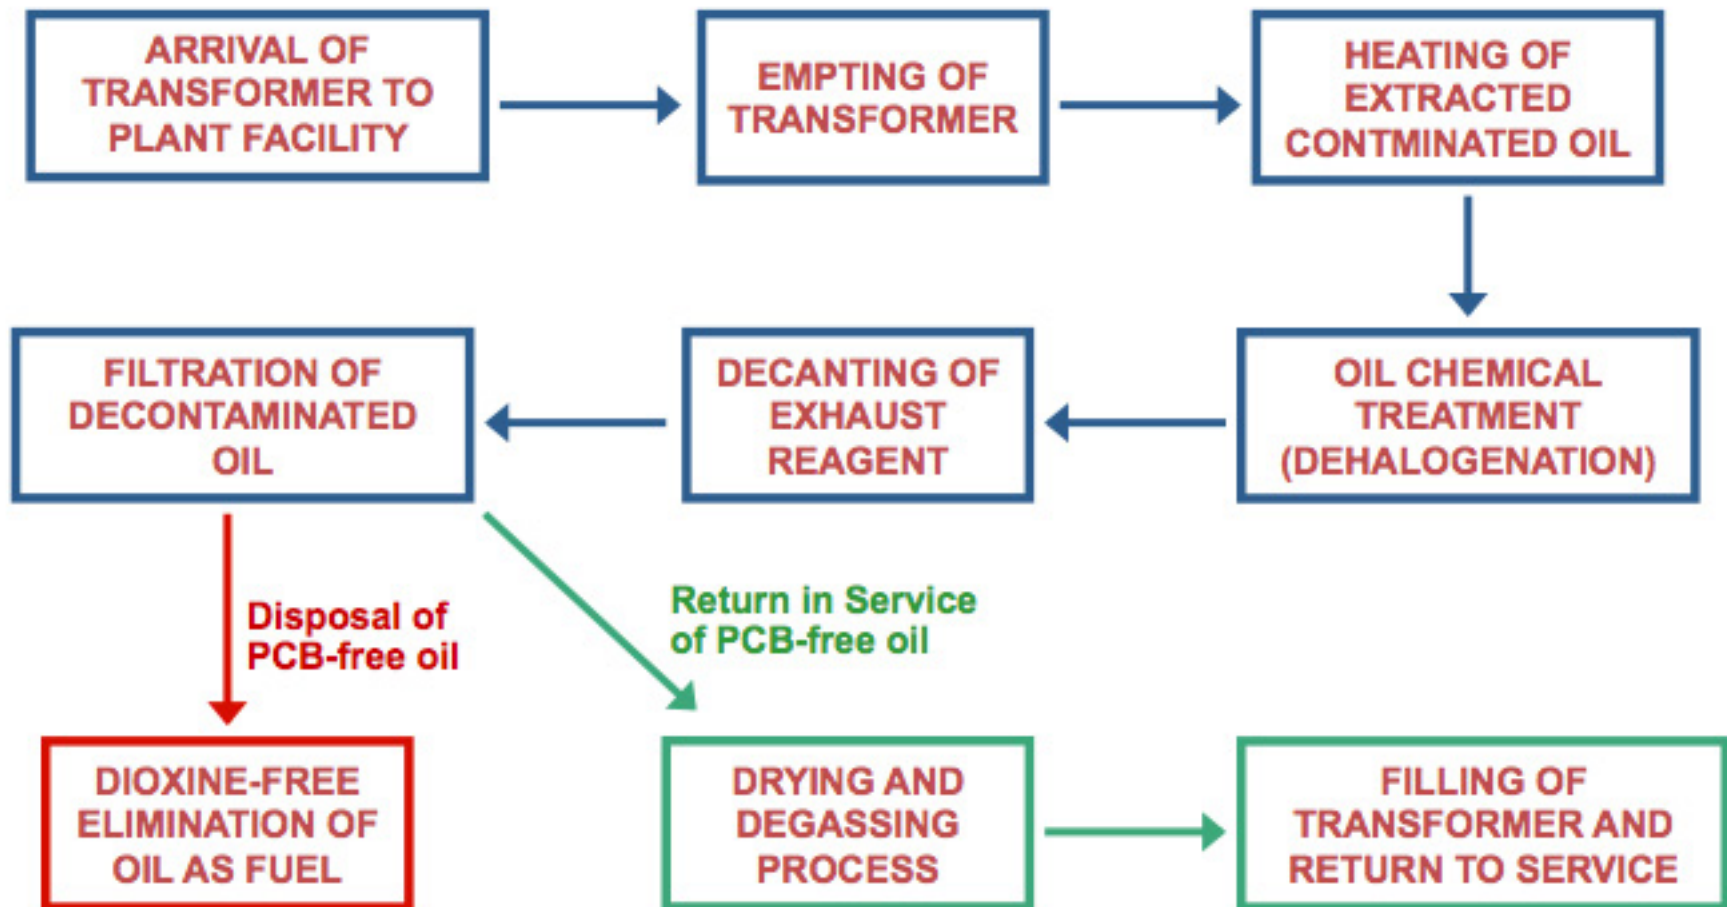 ARRIVAL OF
TRANSFORMER TO
PLANT FACILITY
EMPTING OF
TRANSFORMER
HEATING OF
EXTRACTED
CONTMINATED OIL
OIL CHEMICAL
TREATMENT
(DEHALOGENATION)
DECANTING OF
EXHAUST
REAGENT
FILTRATION OF
DECONTAMINATED
OIL
Disposal of
PCB-free oil
Return in Service
of PCB-free oil
DIOXINE-FREE
ELIMINATION OF
OIL AS FUEL
DRYING AND
DEGASSING
PROCESS
FILLING OF
TRANSFORMER AND
RETURN TO SERVICE